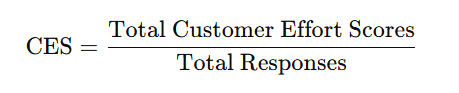 CES = Total Customer Effort Scores
Total Responses